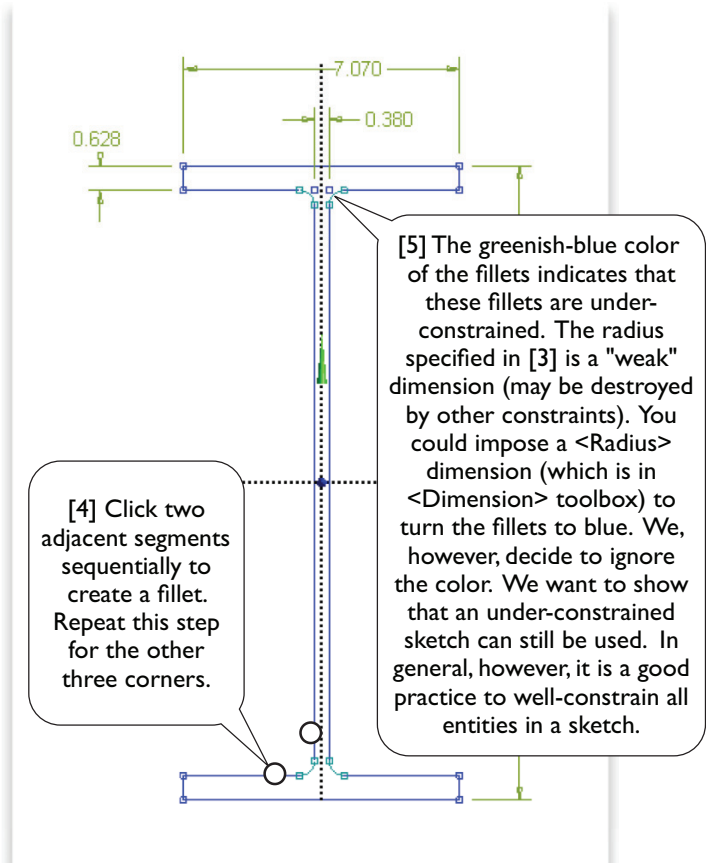 7.070
0.380
0.628
[5] The greenish-blue color
of the fillets indicates that
these fillets are under-
constrained. The radius
specified in [3] is a "weak"
dimension (may be destroyed
by other constraints). You
could impose a <Radius>
dimension (which is in
<Dimension> toolbox) to
turn the fillets to blue. We,
however, decide to ignore
the color. We want to show
that an under-constrained
sketch can still be used. In
general, however, it is a good
practice to well-constrain all
entities in a sketch.
[4] Click two
adjacent segments
sequentially to
create a fillet.
Repeat this step
for the other
three corners.